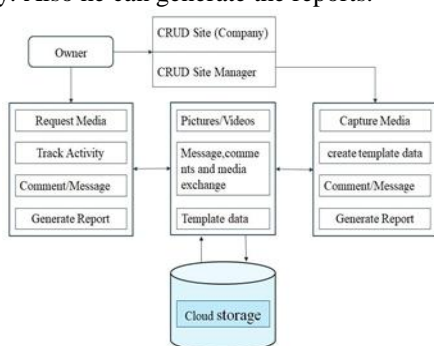 y. Also he can generate the reports.
CRUD Site (Company)
Owner
CRUD Site Manager
Request Media
Track Activity
Comment/Message
Generate Report
Pictures/Videos
Message,comme
nts and media
exchange
Template data
Capture Media
create template data
Comment/Message
Generate Report
Cloud storage